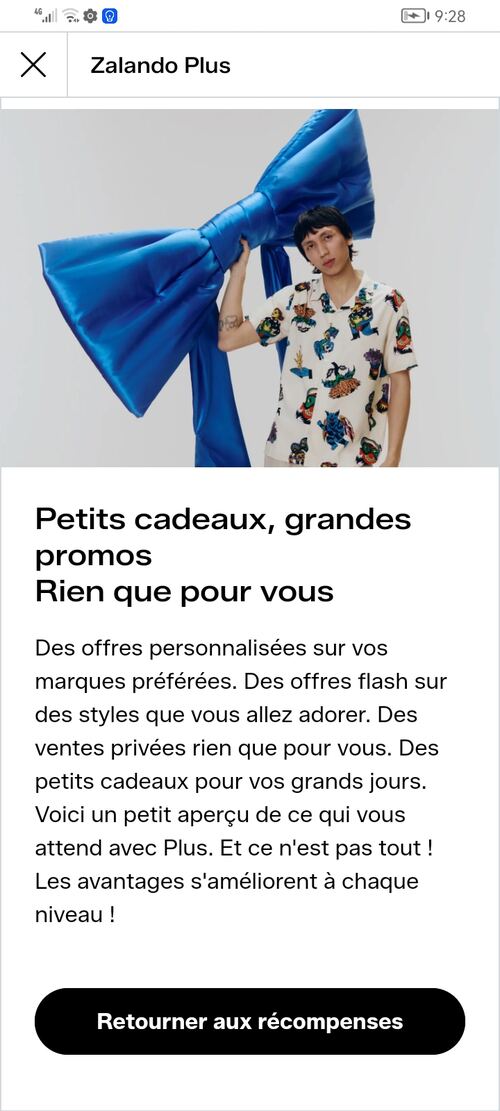 4G 9:28
Zalando Plus
Petits cadeaux, grandes
promos
Rien que pour vous
Des offres personnalisées sur vos
marques préférées. Des offres flash sur
des styles que vous allez adorer. Des
ventes privées rien que pour vous. Des
petits cadeaux pour vos grands jours.
Voici un petit aperçu de ce qui vous
attend avec Plus. Et ce n'est pas tout !
Les avantages s'améliorent à chaque
niveau !
Retourner aux récompenses